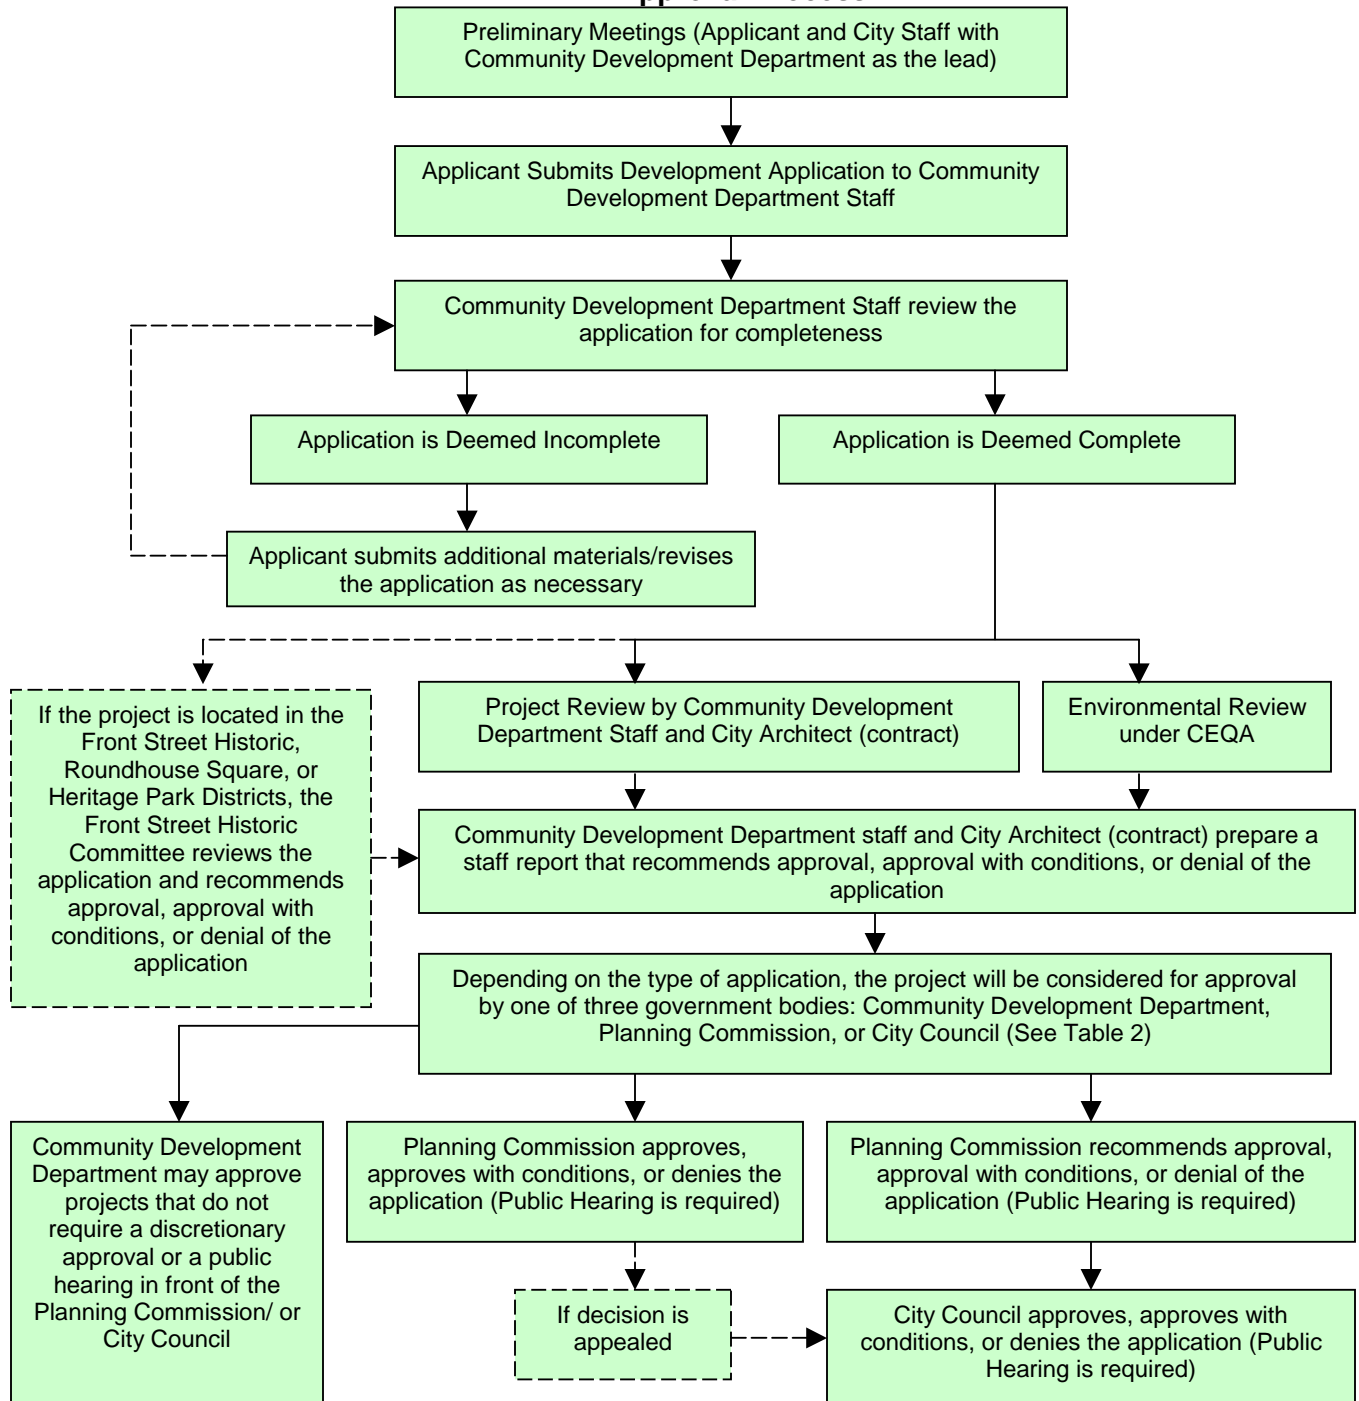 Preliminary Meetings (Applicant and City Staff with
Community Development Department as the lead)
Applicant Submits Development Application to Community
Development Department Staff
Community Development Department Staff review the
application for completeness
Application is Deemed Incomplete
Application is Deemed Complete
Applicant submits additional materials/revises
the application as necessary
If the project is located in the
Front Street Historic,
Roundhouse Square, or
Heritage Park Districts, the
Front Street Historic
Committee reviews the
application and recommends
approval, approval with
conditions, or denial of the
application
Project Review by Community Development
Department Staff and City Architect (contract)
Environmental Review
under CEQA
Community Development Department staff and City Architect (contract) prepare a
staff report that recommends approval, approval with conditions, or denial of the
application
Depending on the type of application, the project will be considered for approval
by one of three government bodies: Community Development Department,
Planning Commission, or City Council (See Table 2)
Community Development
Department may approve
projects that do not
require a discretionary
approval or a public
hearing in front of the
Planning Commission/ or
City Council
Planning Commission approves,
approves with conditions, or denies the
application (Public Hearing is required)
Planning Commission recommends approval,
approval with conditions, or denial of the
application (Public Hearing is required)
If decision is
appealed
City Council approves, approves with
conditions, or denies the application (Public
Hearing is required)